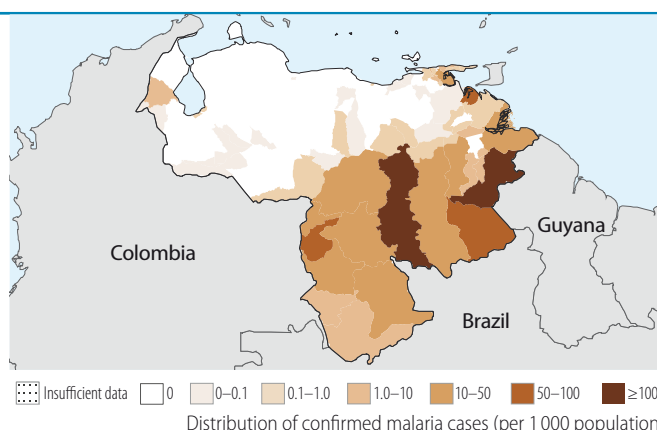 Colombia
Guyana
Brazil
Insufficient data 0 0–0.1 0.1–1.0 1.0–10 10–50 50–100 ≥100
Distribution of confirmed malaria cases (per 1 000 population